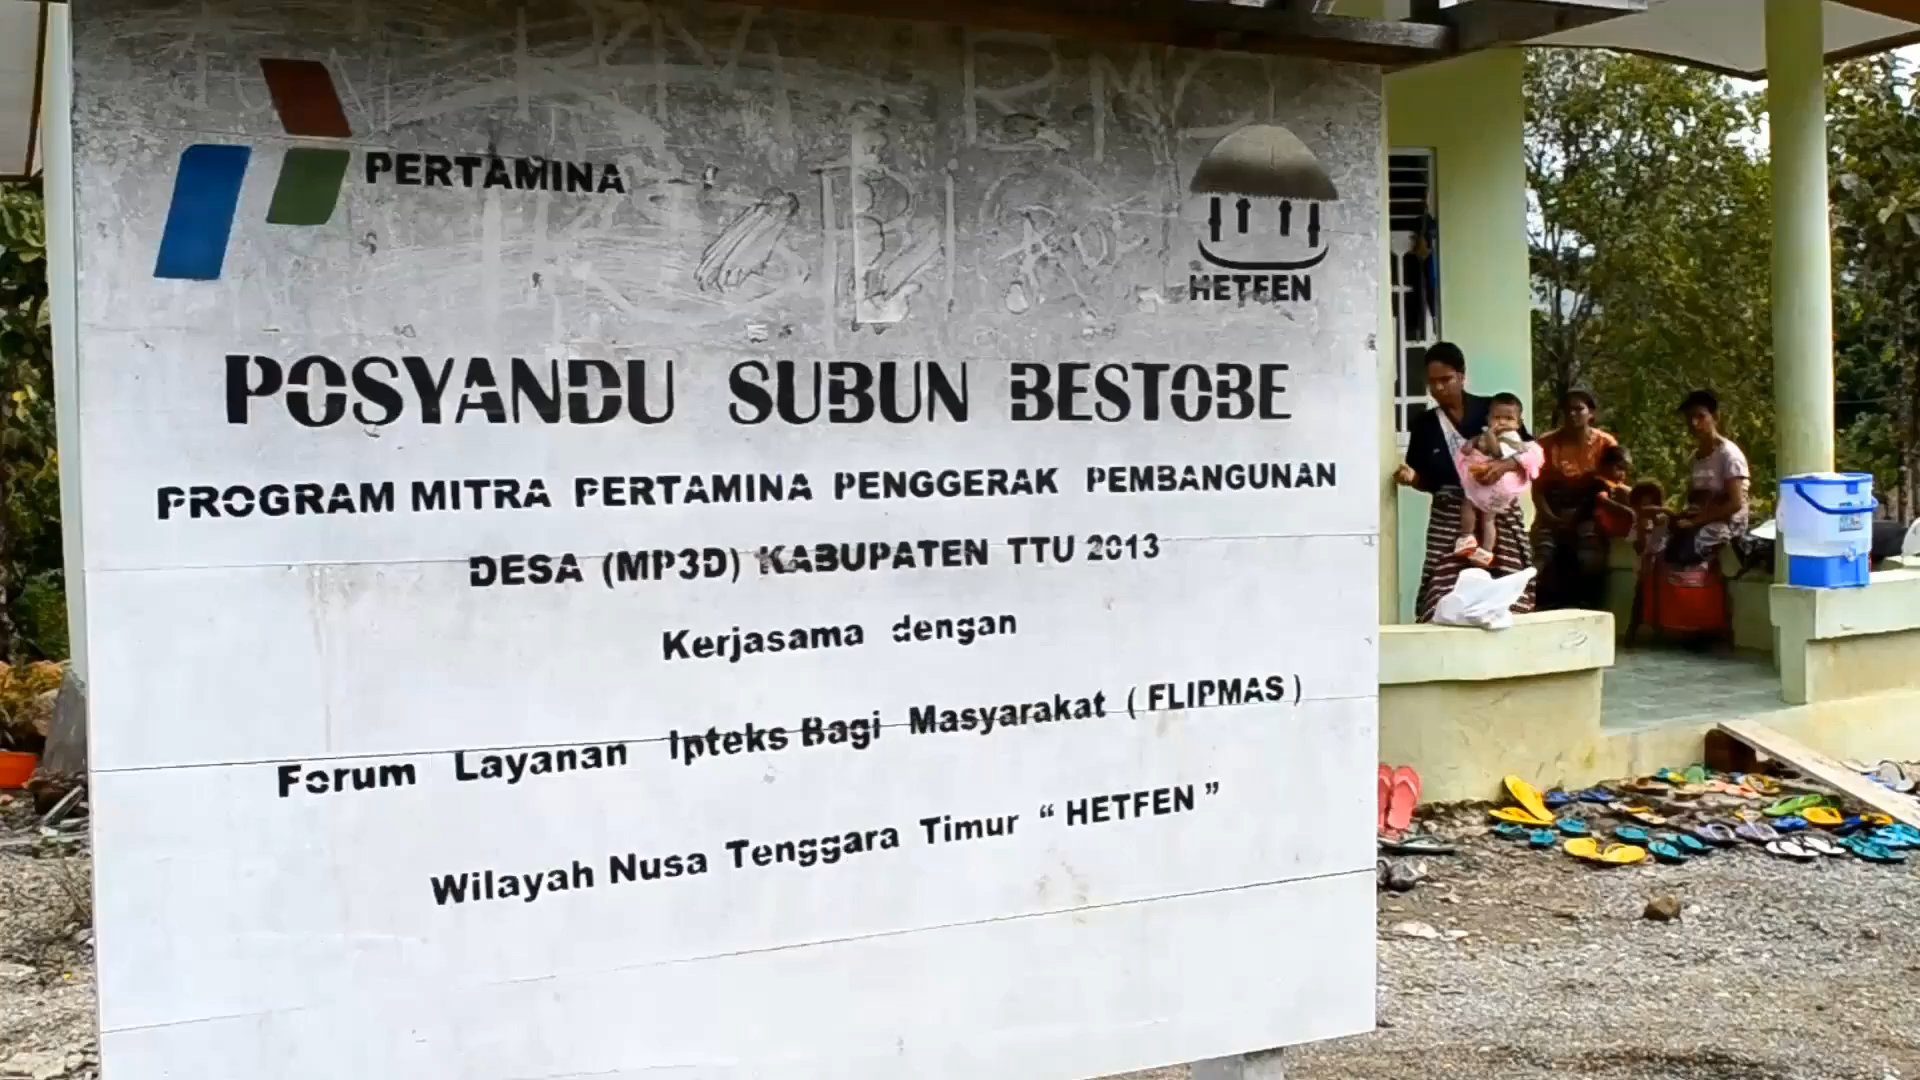 PERTAMINA
HETFEN
POSYANDU SUBUN BESTOBE
PROGRAM MITRA PERTAMINA PENGGERAK PEMBANGUNAN
DESA (MP3D) KABUPATEN TTU 2013
Kerjasama dengan
Forum Layanan Ipteks Bagi Masyarakat ( FLIPMAS )
Wilayah Nusa Tenggara Timur “ HETFEN ”